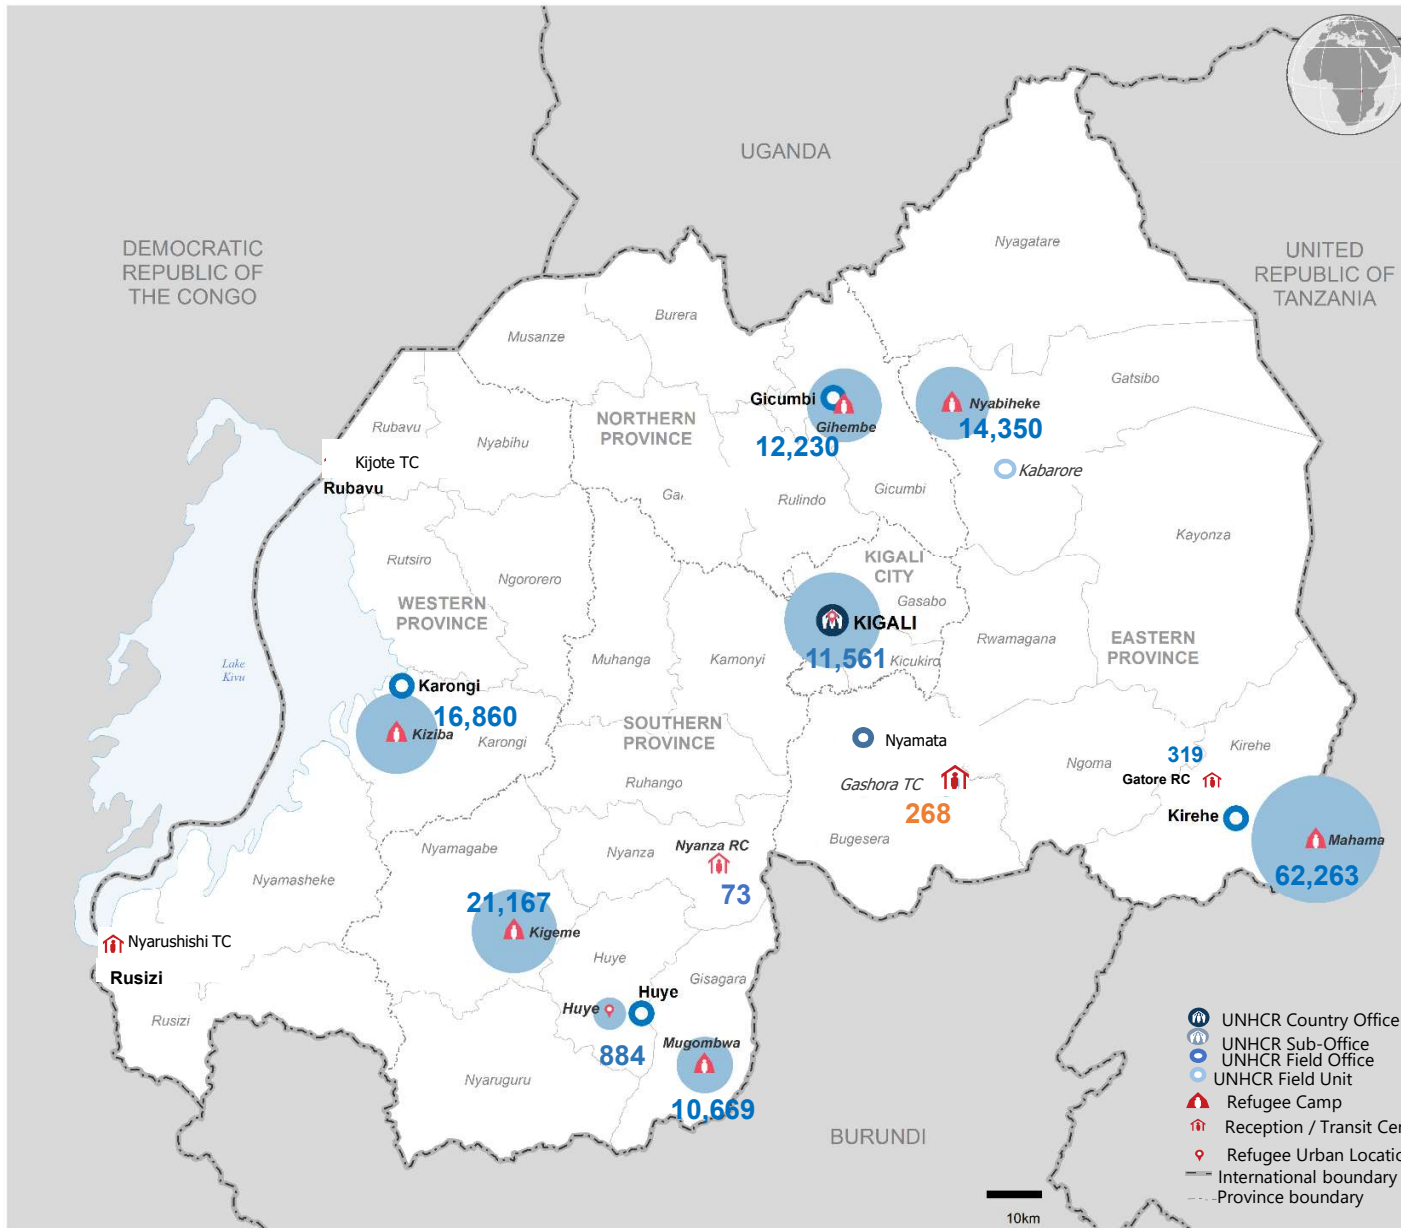 UGANDA
DEMOCRATIC
REPUBLIC OF
THE CONGO
UNITED
REPUBLIC OF
TANZANIA
Nyagatare
Burera
Musanze
Gatsibo
Gicumbi
Gihembe
12,230
Nyabiheke
14,350
Kabarore
NORTHERN
PROVINCE
Rubavu
Nyabihu
Kijote TC
Rubavu
Rulindo
Gicumbi
Kayonza
Rutsiro
Ngororero
WESTERN
PROVINCE
KIGALI
CITY
Gasabo
KIGALI
11,561
Kicukiro
Rwamagana
EASTERN
PROVINCE
Lake
Kivu
Muhanga
Kamonyi
Karongi
16,860
Kiziba
Karongi
SOUTHERN
PROVINCE
Ruhango
Nyamata
Gashora TC
268
Ngoma
319
Gatore RC
Kirehe
Kirehe
Mahama
62,263
Bugesera
Nyamagabe
Nyanza
Nyanza RC
73
Nyamasheke
21,167
Kigeme
Nyarushishi TC
Rusizi
Rusizi
Huye
Gisagara
Huye
Huye
884
Mugombwa
10,669
Nyaruguru
BURUNDI
UNHCR Country Office
UNHCR Sub-Office
UNHCR Field Office
UNHCR Field Unit
Refugee Camp
Reception / Transit Cen
Refugee Urban Locatio
International boundary
Province boundary
10km